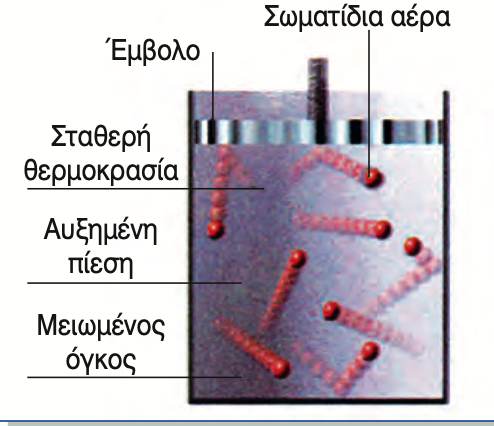 Σωματίδια αέρα
Έμβολο
Σταθερή
θερμοκρασία
Αυξημένη
πίεση
Μειωμένος
όγκος